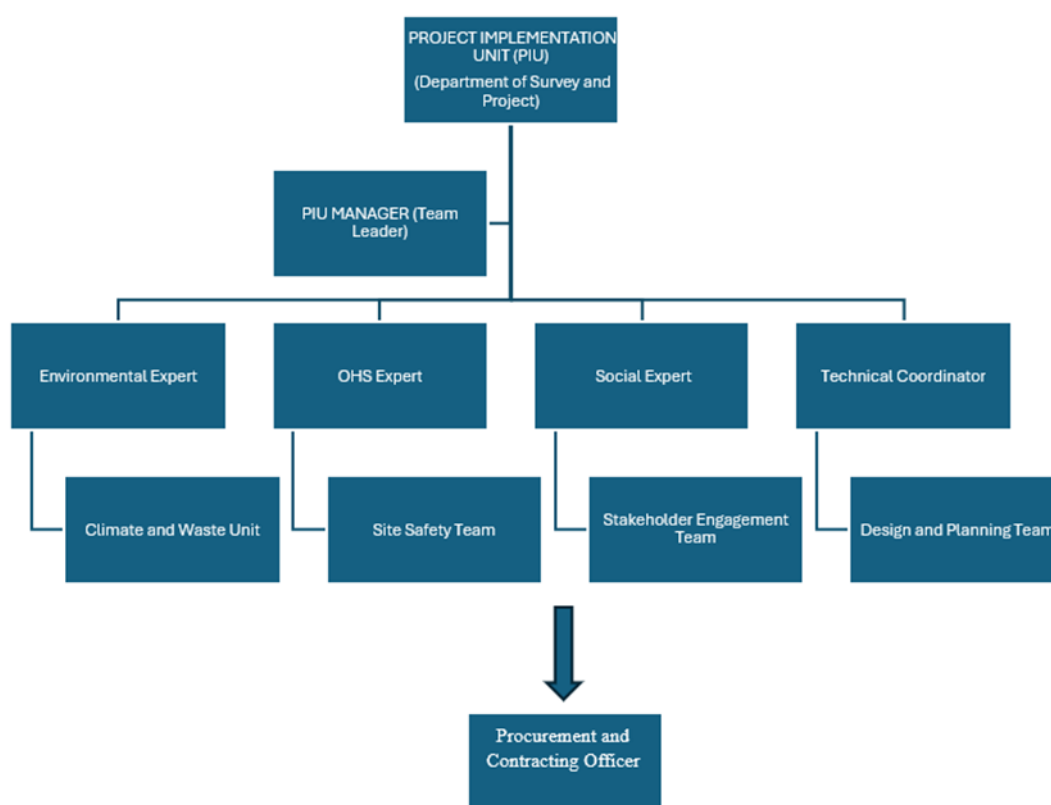 PROJECT IMPLEMENTATION
UNIT (PIU)
(Department of Survey and
Project)
PIU MANAGER (Team
Leader)
Environmental Expert
OHS Expert
Social Expert
Technical Coordinator
Climate and Waste Unit
Site Safety Team
Stakeholder Engagement
Team
Design and Planning Team
Procurement and
Contracting Officer